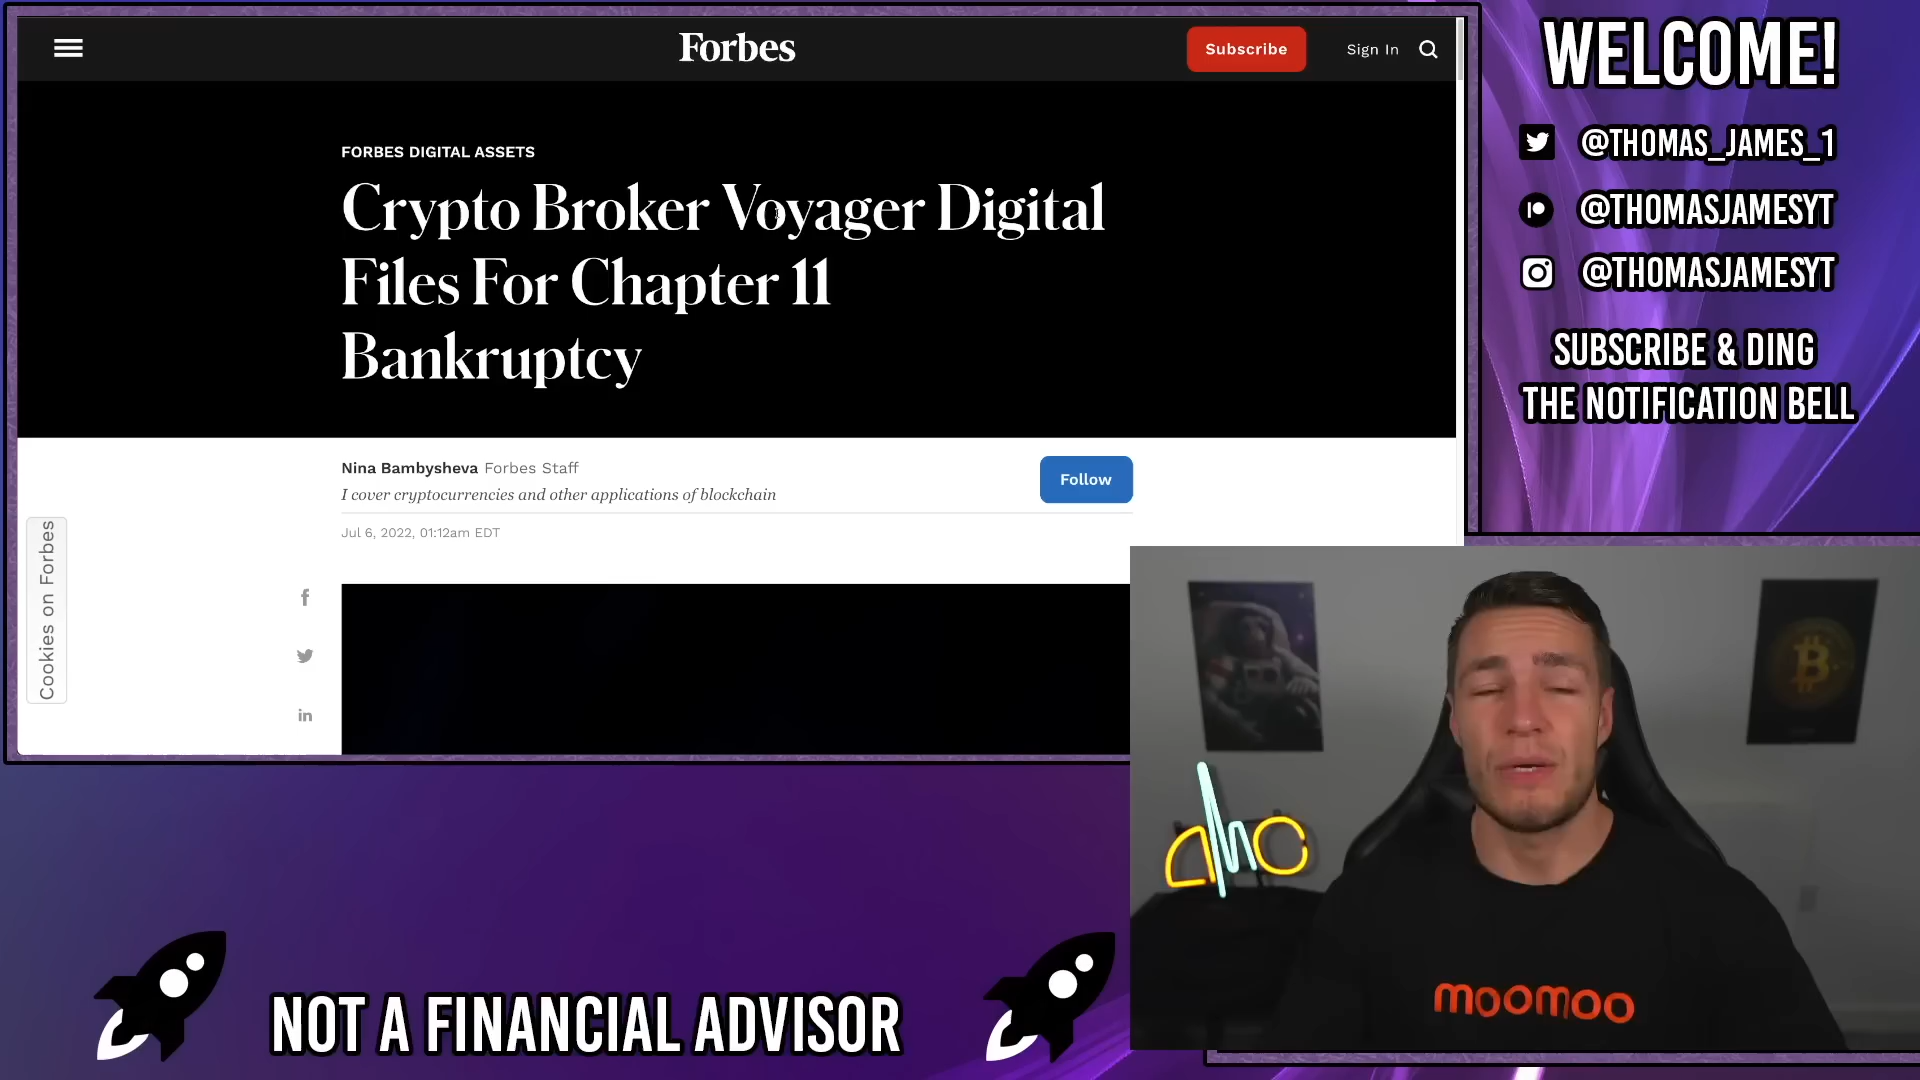 Forbes
Subscribe
Sign In
FORBES DIGITAL ASSETS
Crypto Broker Voyager Digital
Files For Chapter 11
Bankruptcy
Nina Bambysheva Forbes Staff
I cover cryptocurrencies and other applications of blockchain
Follow
Jul 6, 2022, 01:12am EDT
Cookies on Forbes
f
in
WELCOME!
@THOMAS_JAMES_1
@THOMASJAMESYT
@THOMASJAMESYT
SUBSCRIBE & DING
THE NOTIFICATION BELL
moomoo
NOT A FINANCIAL ADVISOR